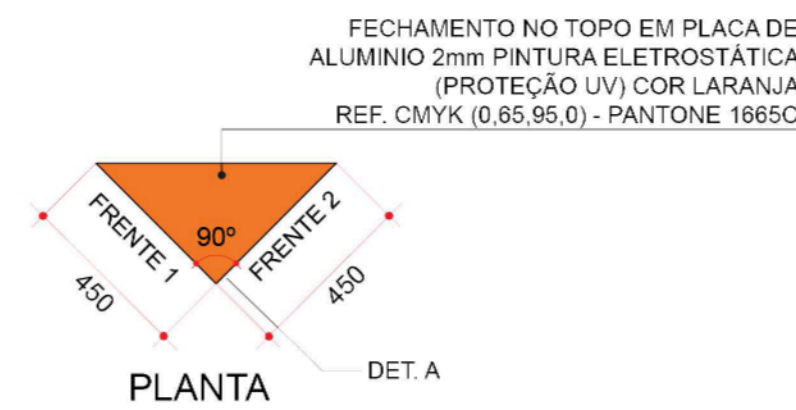 FECHAMENTO NO TOPO EM PLACA DE
ALUMINIO 2mm PINTURA ELETROSTÁTICA
(PROTEÇÃO UV) COR LARANJA
REF. CMYK (0,65,95,0) - PANTONE 1665C
FRENTE 1
90º
FRENTE 2
450
450
DET. A
PLANTA